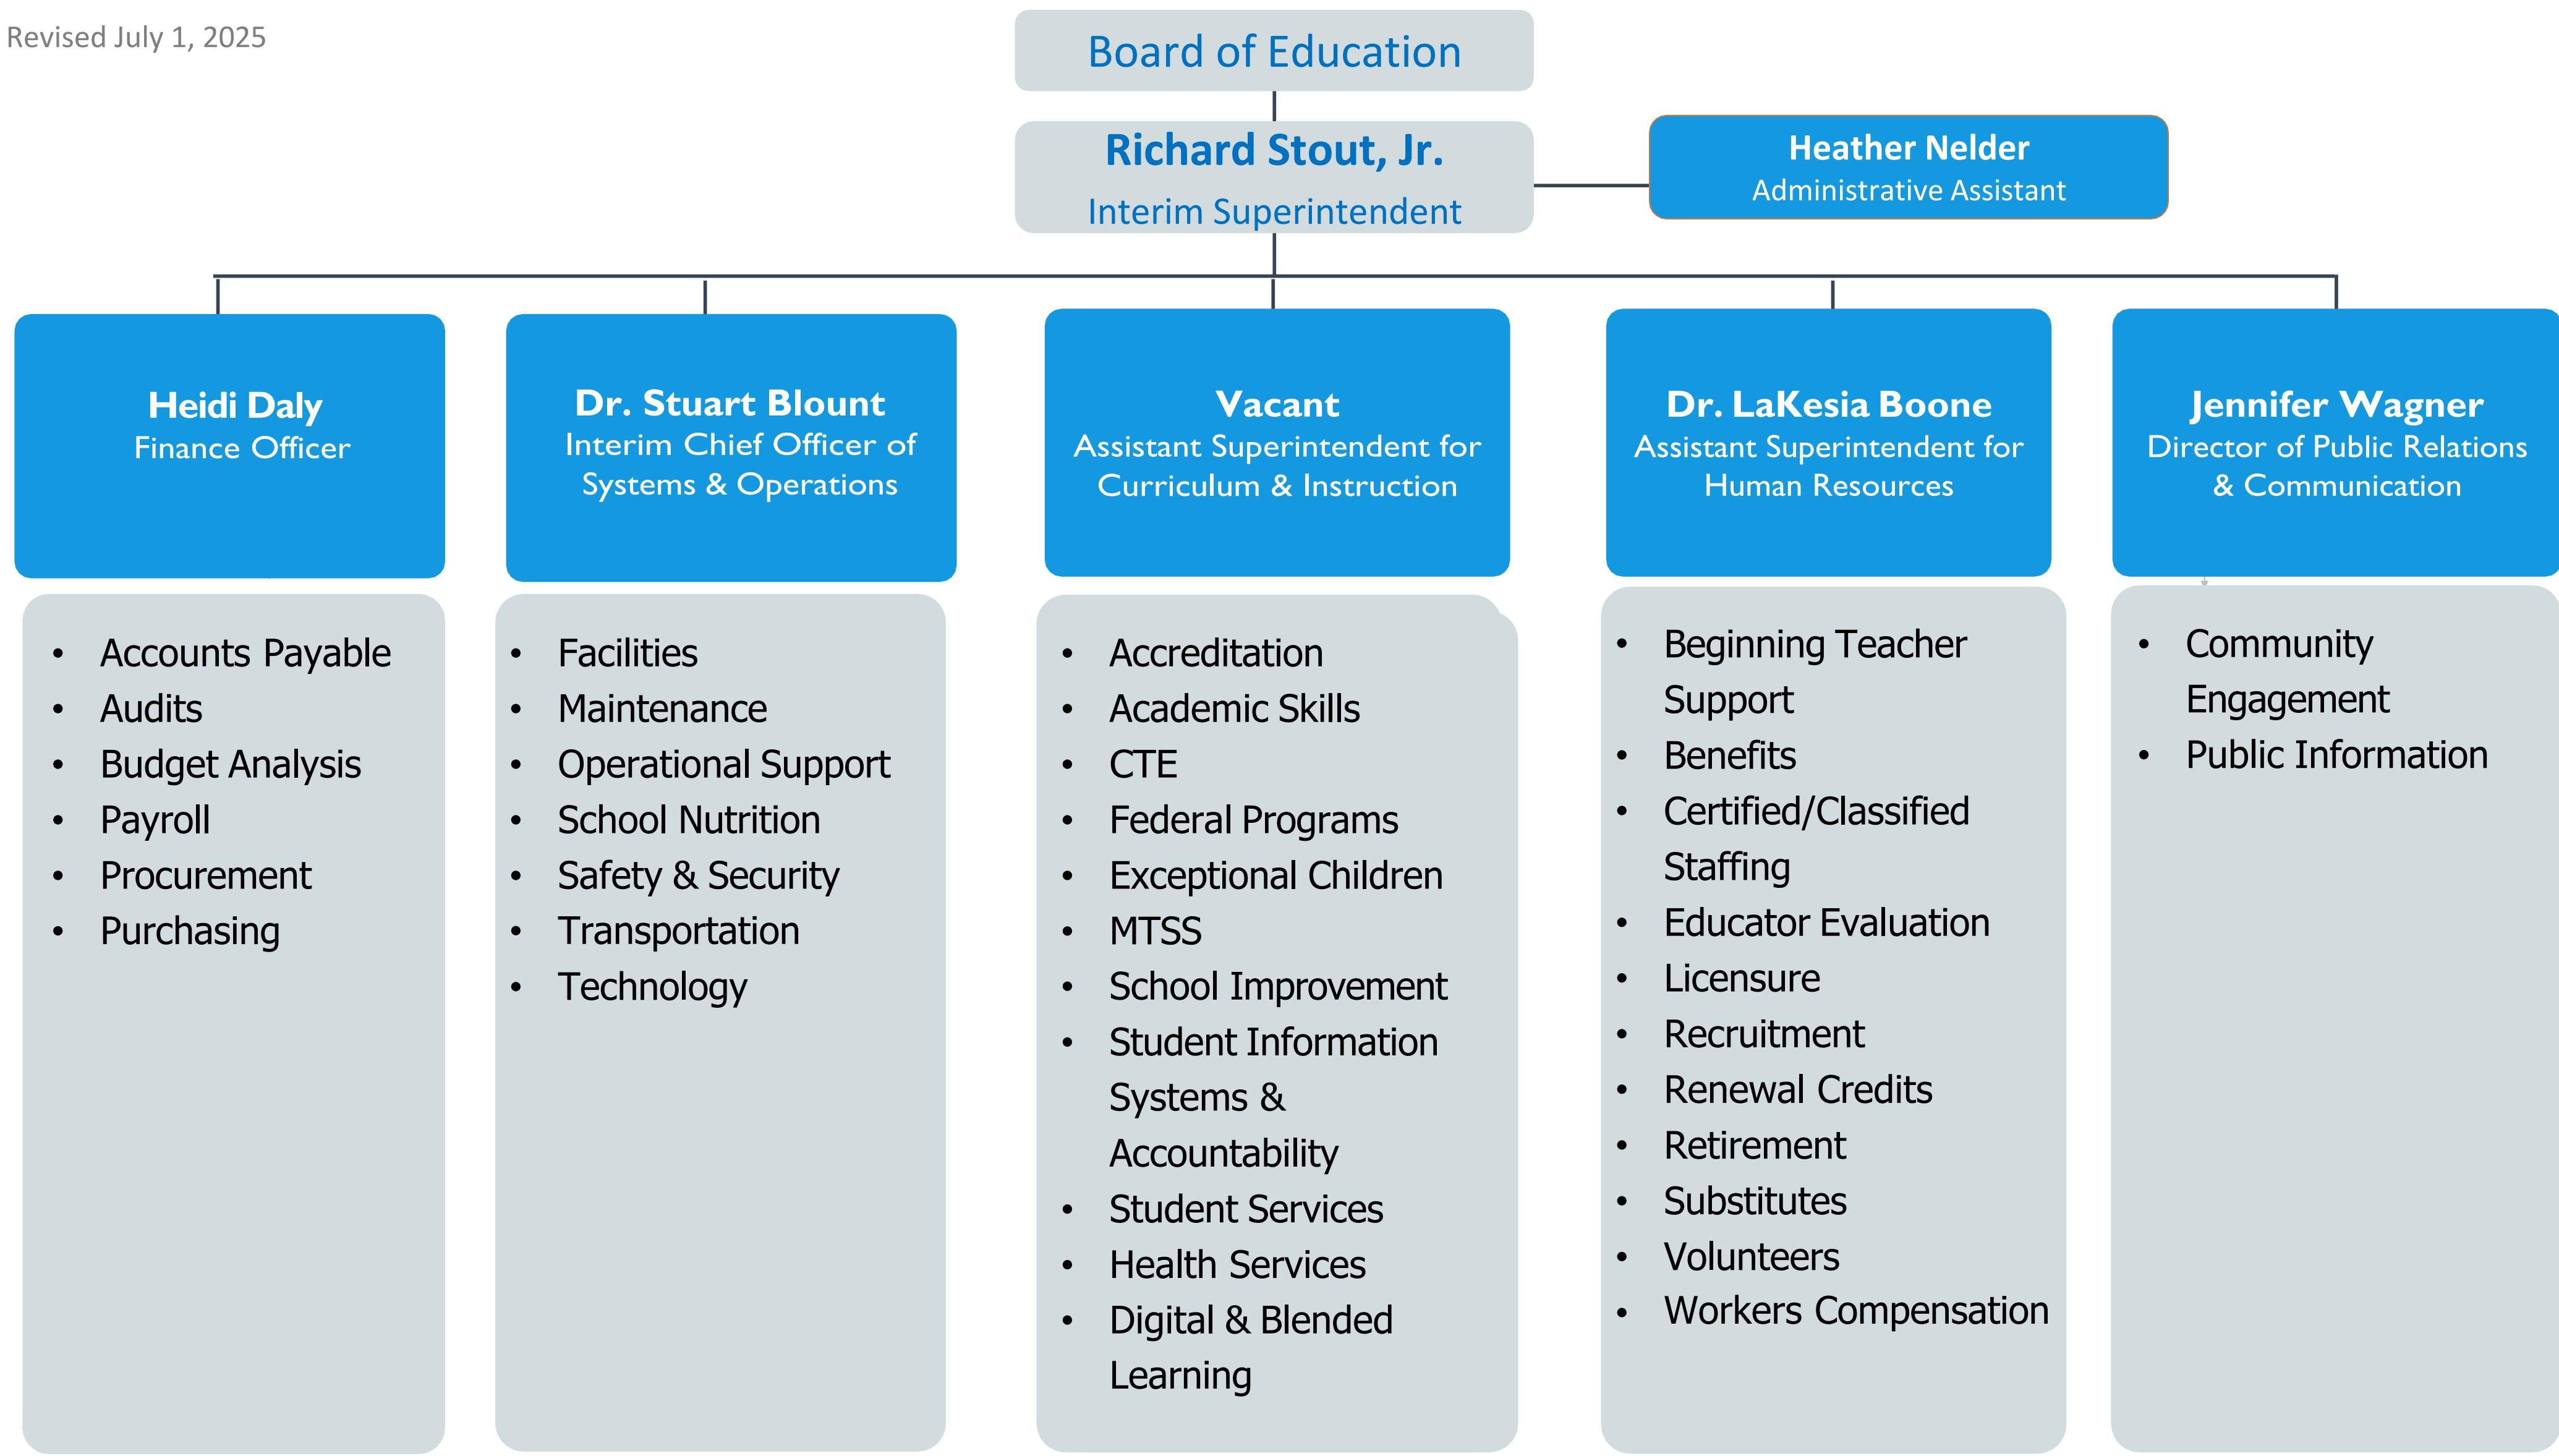 Revised July 1, 2025
Board of Education
Richard Stout, Jr.
Interim Superintendent
Heather Nelder
Administrative Assistant
Heidi Daly
Finance Officer
Dr. Stuart Blount
Interim Chief Officer of
Systems & Operations
Vacant
Assistant Superintendent for
Curriculum & Instruction
Dr. LaKesia Boone
Assistant Superintendent for
Human Resources
Jennifer Wagner
Director of Public Relations
& Communication
• Accounts Payable
• Audits
• Budget Analysis
• Payroll
• Procurement
• Purchasing
• Facilities
• Maintenance
• Operational Support
• School Nutrition
• Safety & Security
• Transportation
• Technology
• Accreditation
• Academic Skills
• CTE
• Federal Programs
• Exceptional Children
• MTSS
• School Improvement
• Student Information
Systems &
Accountability
• Student Services
• Health Services
• Digital & Blended
Learning
• Beginning Teacher
Support
• Benefits
• Certified/Classified
Staffing
• Educator Evaluation
• Licensure
• Recruitment
• Renewal Credits
• Retirement
• Substitutes
• Volunteers
• Workers Compensation
• Community
Engagement
• Public Information